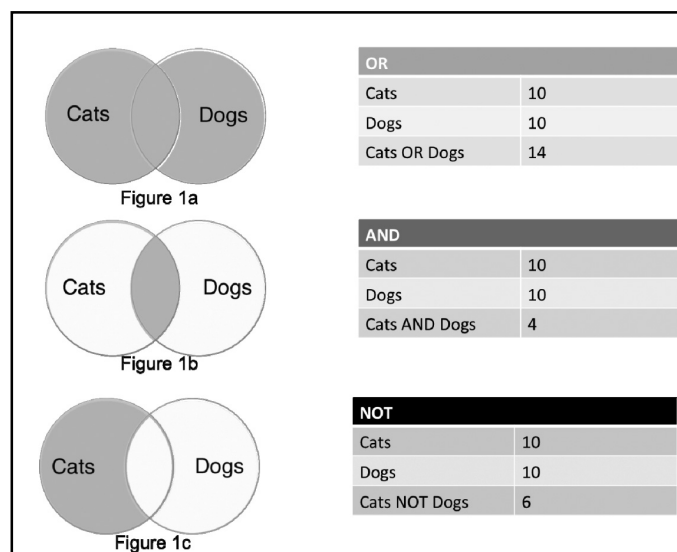 Cats Dogs
Figure 1a
OR
Cats 10
Dogs 10
Cats OR Dogs 14
Cats Dogs
Figure 1b
AND
Cats 10
Dogs 10
Cats AND Dogs 4
Cats Dogs
Figure 1c
NOT
Cats 10
Dogs 10
Cats NOT Dogs 6